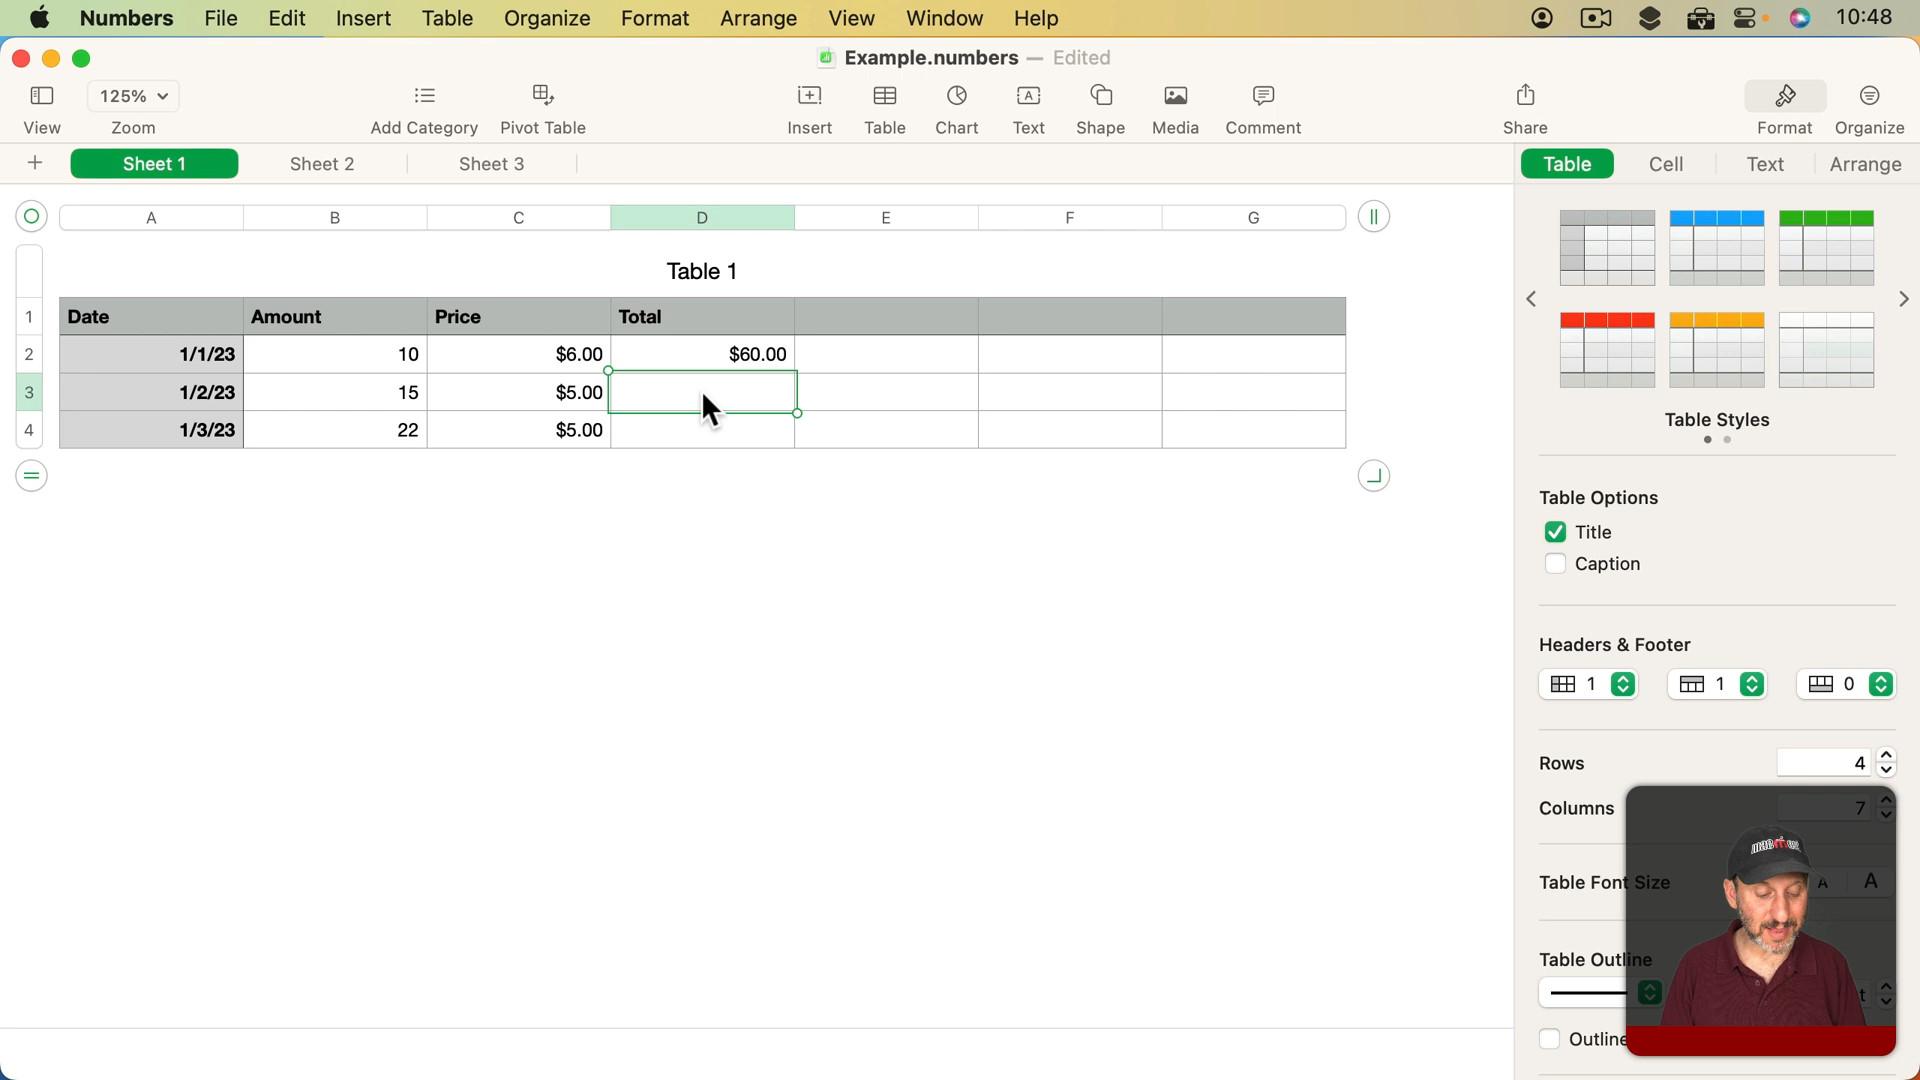 Numbers File Edit Insert Table Organize Format Arrange View Window Help 10:48
Example.numbers — Edited
125%
View Zoom Add Category Pivot Table Insert Table Chart Text Shape Media Comment Share Format Organize
Sheet 1 Sheet 2 Sheet 3 Table Cell Text Arrange
A B C D E F G
Table 1
1 Date Amount Price Total
2 1/1/23 10 $6.00 $60.00
3 1/2/23 15 $5.00
4 1/3/23 22 $5.00
Table Styles
Table Options
Title
Caption
Headers & Footer
1 1 0
Rows 4
Columns 7
Table Font Size A A
Table Outline
Outline